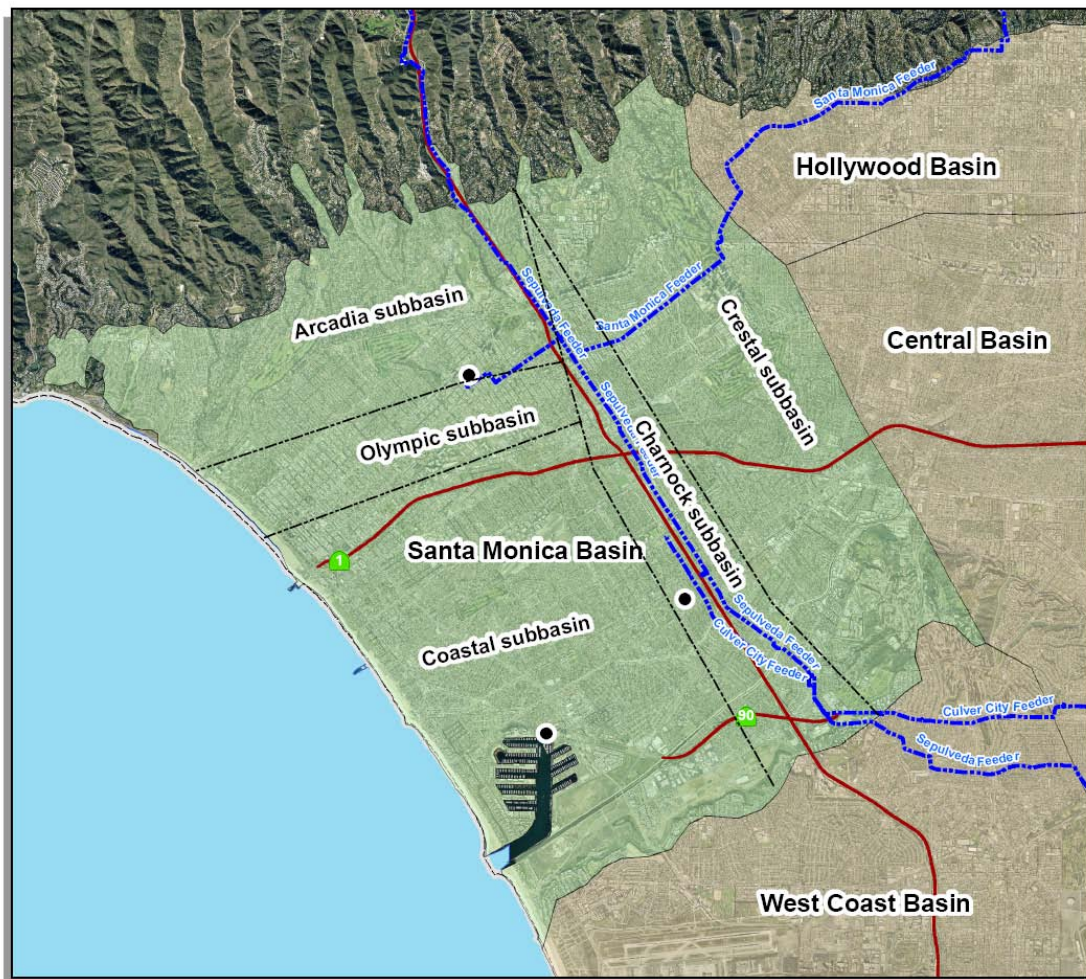 Santa Monica Feeder
Hollywood Basin
Sepulveda Feeder
Arcadia subbasin
Santa Monica Feeder
Crestal subbasin
Central Basin
Sepulveda Feeder
Olympic subbasin
Charnock subbasin
Santa Monica Basin
1
Coastal subbasin
Sepulveda Feeder
Culver City Feeder
90
Culver City Feeder
Sepulveda Feeder
West Coast Basin